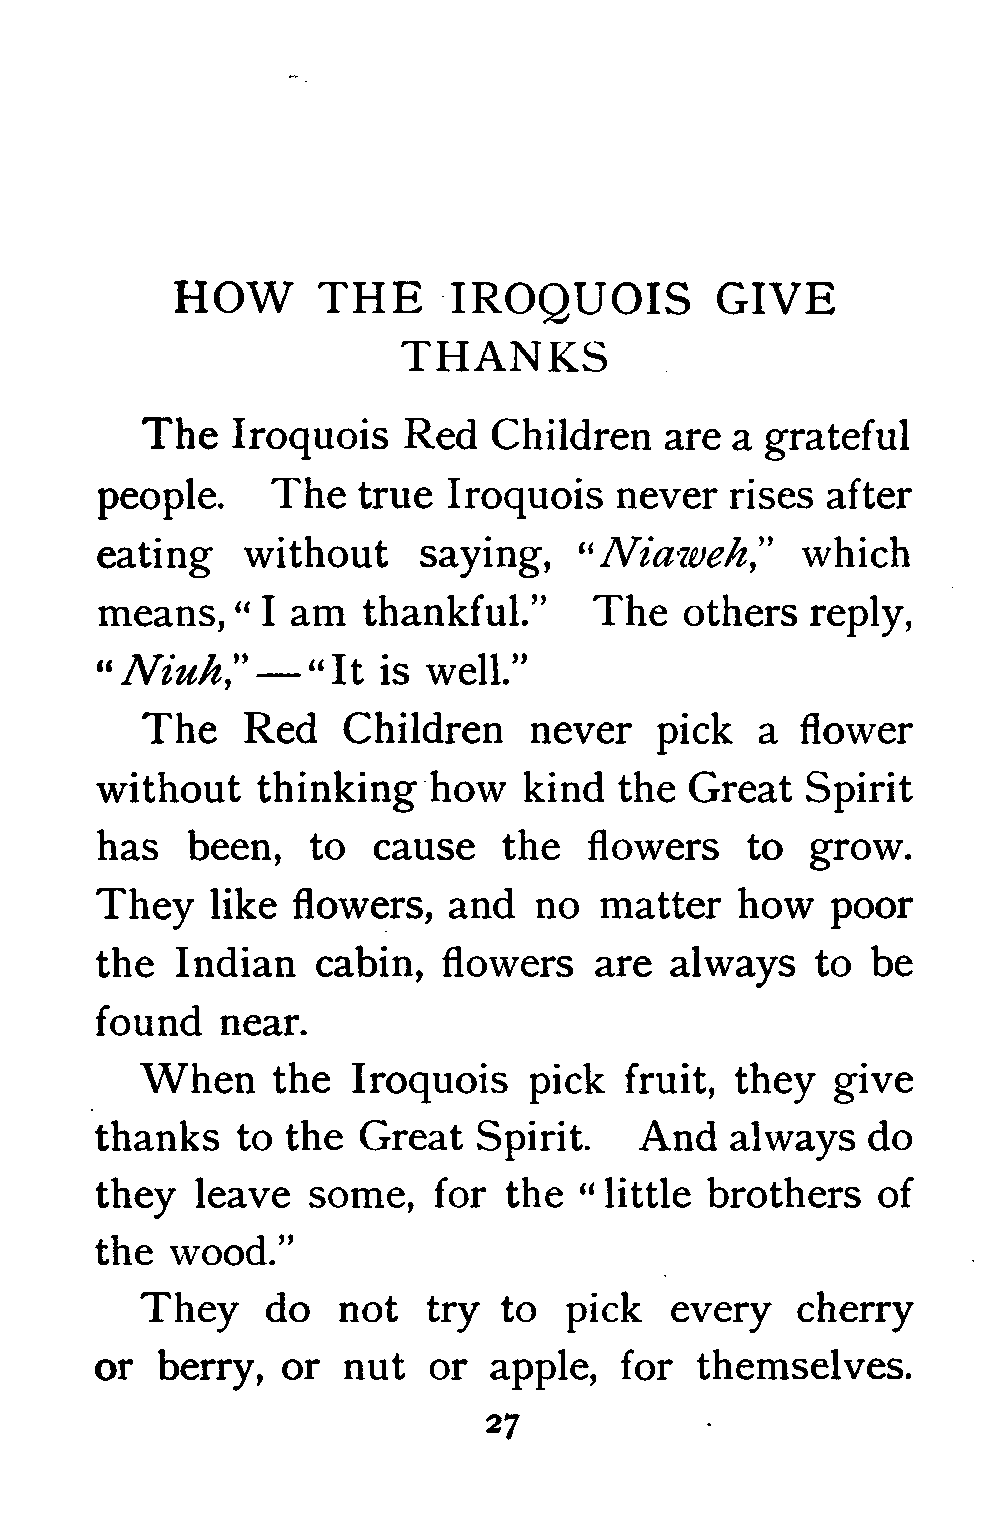 HOW THE IROQUOIS GIVE
THANKS
The Iroquois Red Children are a grateful
people. The true Iroquois never rises after
eating without saying, "Niaweh," which
means, "I am thankful." The others reply,
"Niuh,"—"It is well."
The Red Children never pick a flower
without thinking how kind the Great Spirit
has been, to cause the flowers to grow.
They like flowers, and no matter how poor
the Indian cabin, flowers are always to be
found near.
When the Iroquois pick fruit, they give
thanks to the Great Spirit. And always do
they leave some, for the "little brothers of
the wood."
They do not try to pick every cherry
or berry, or nut or apple, for themselves.
27